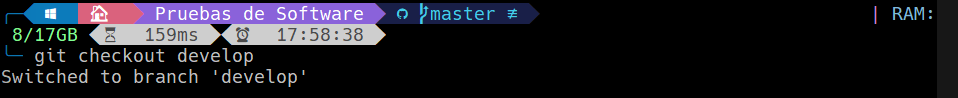 Pruebas de Software master ≢ | RAM:
8/17GB 159ms 17:58:38
git checkout develop
Switched to branch 'develop'